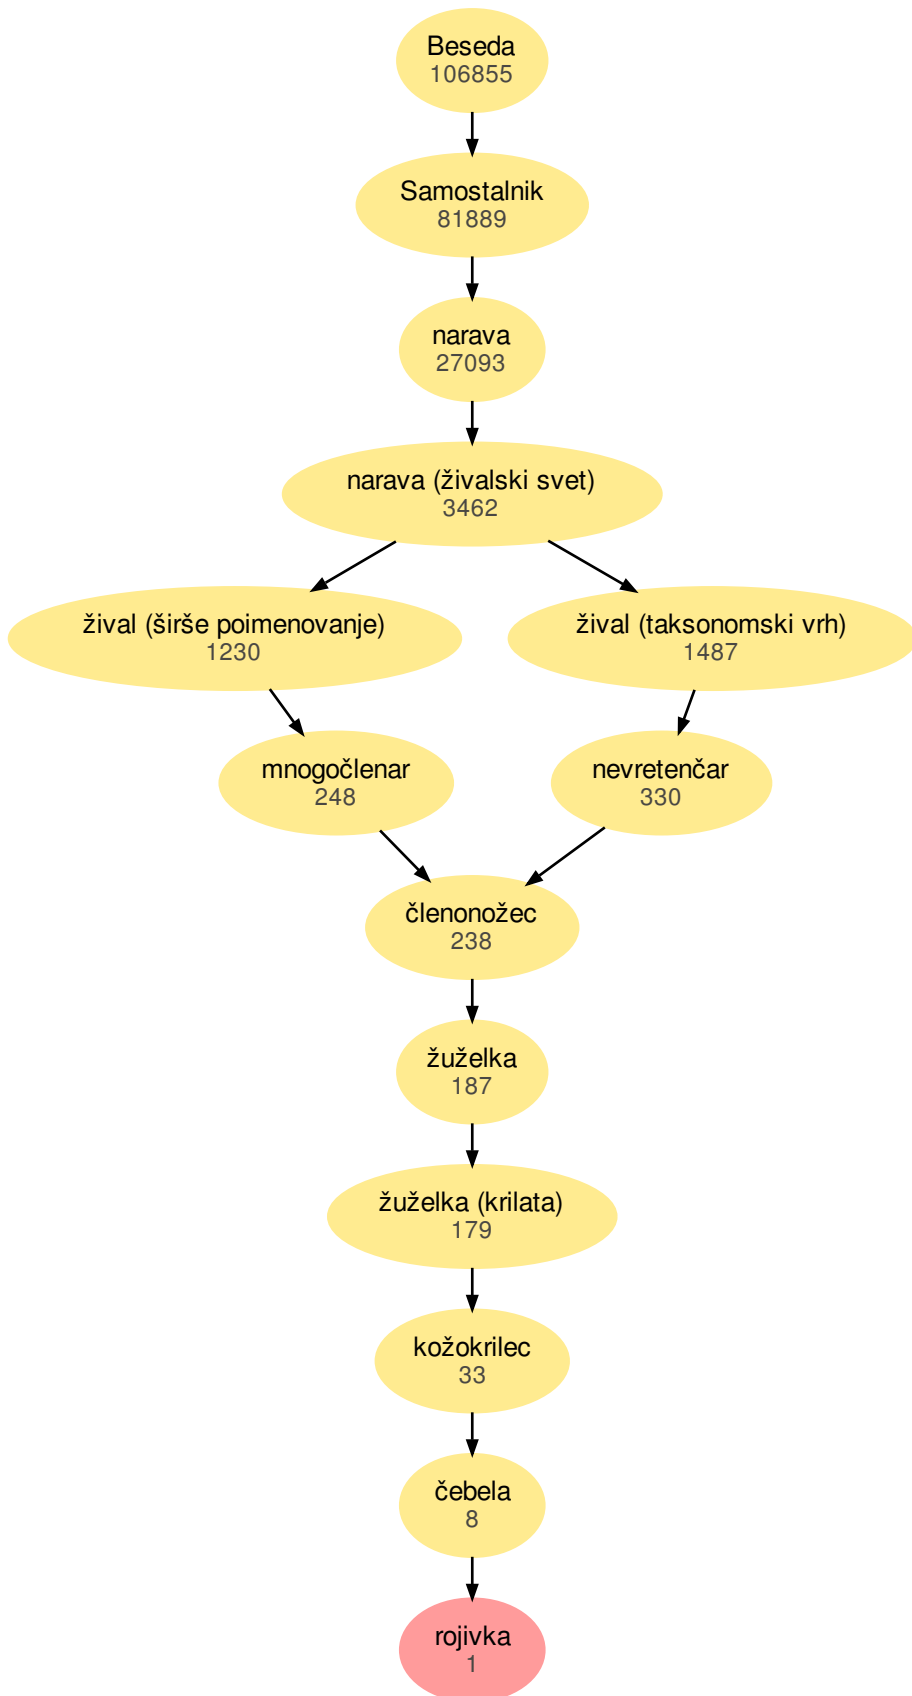 Beseda
106855
Samostalnik
81889
narava
27093
narava (živalski svet)
3462
žival (širše poimenovanje)
1230
žival (taksonomski vrh)
1487
mnogočlenar
248
nevretenčar
330
členonožec
238
žuželka
187
žuželka (krilata)
179
kožokrilec
33
čebela
8
rojivka
1